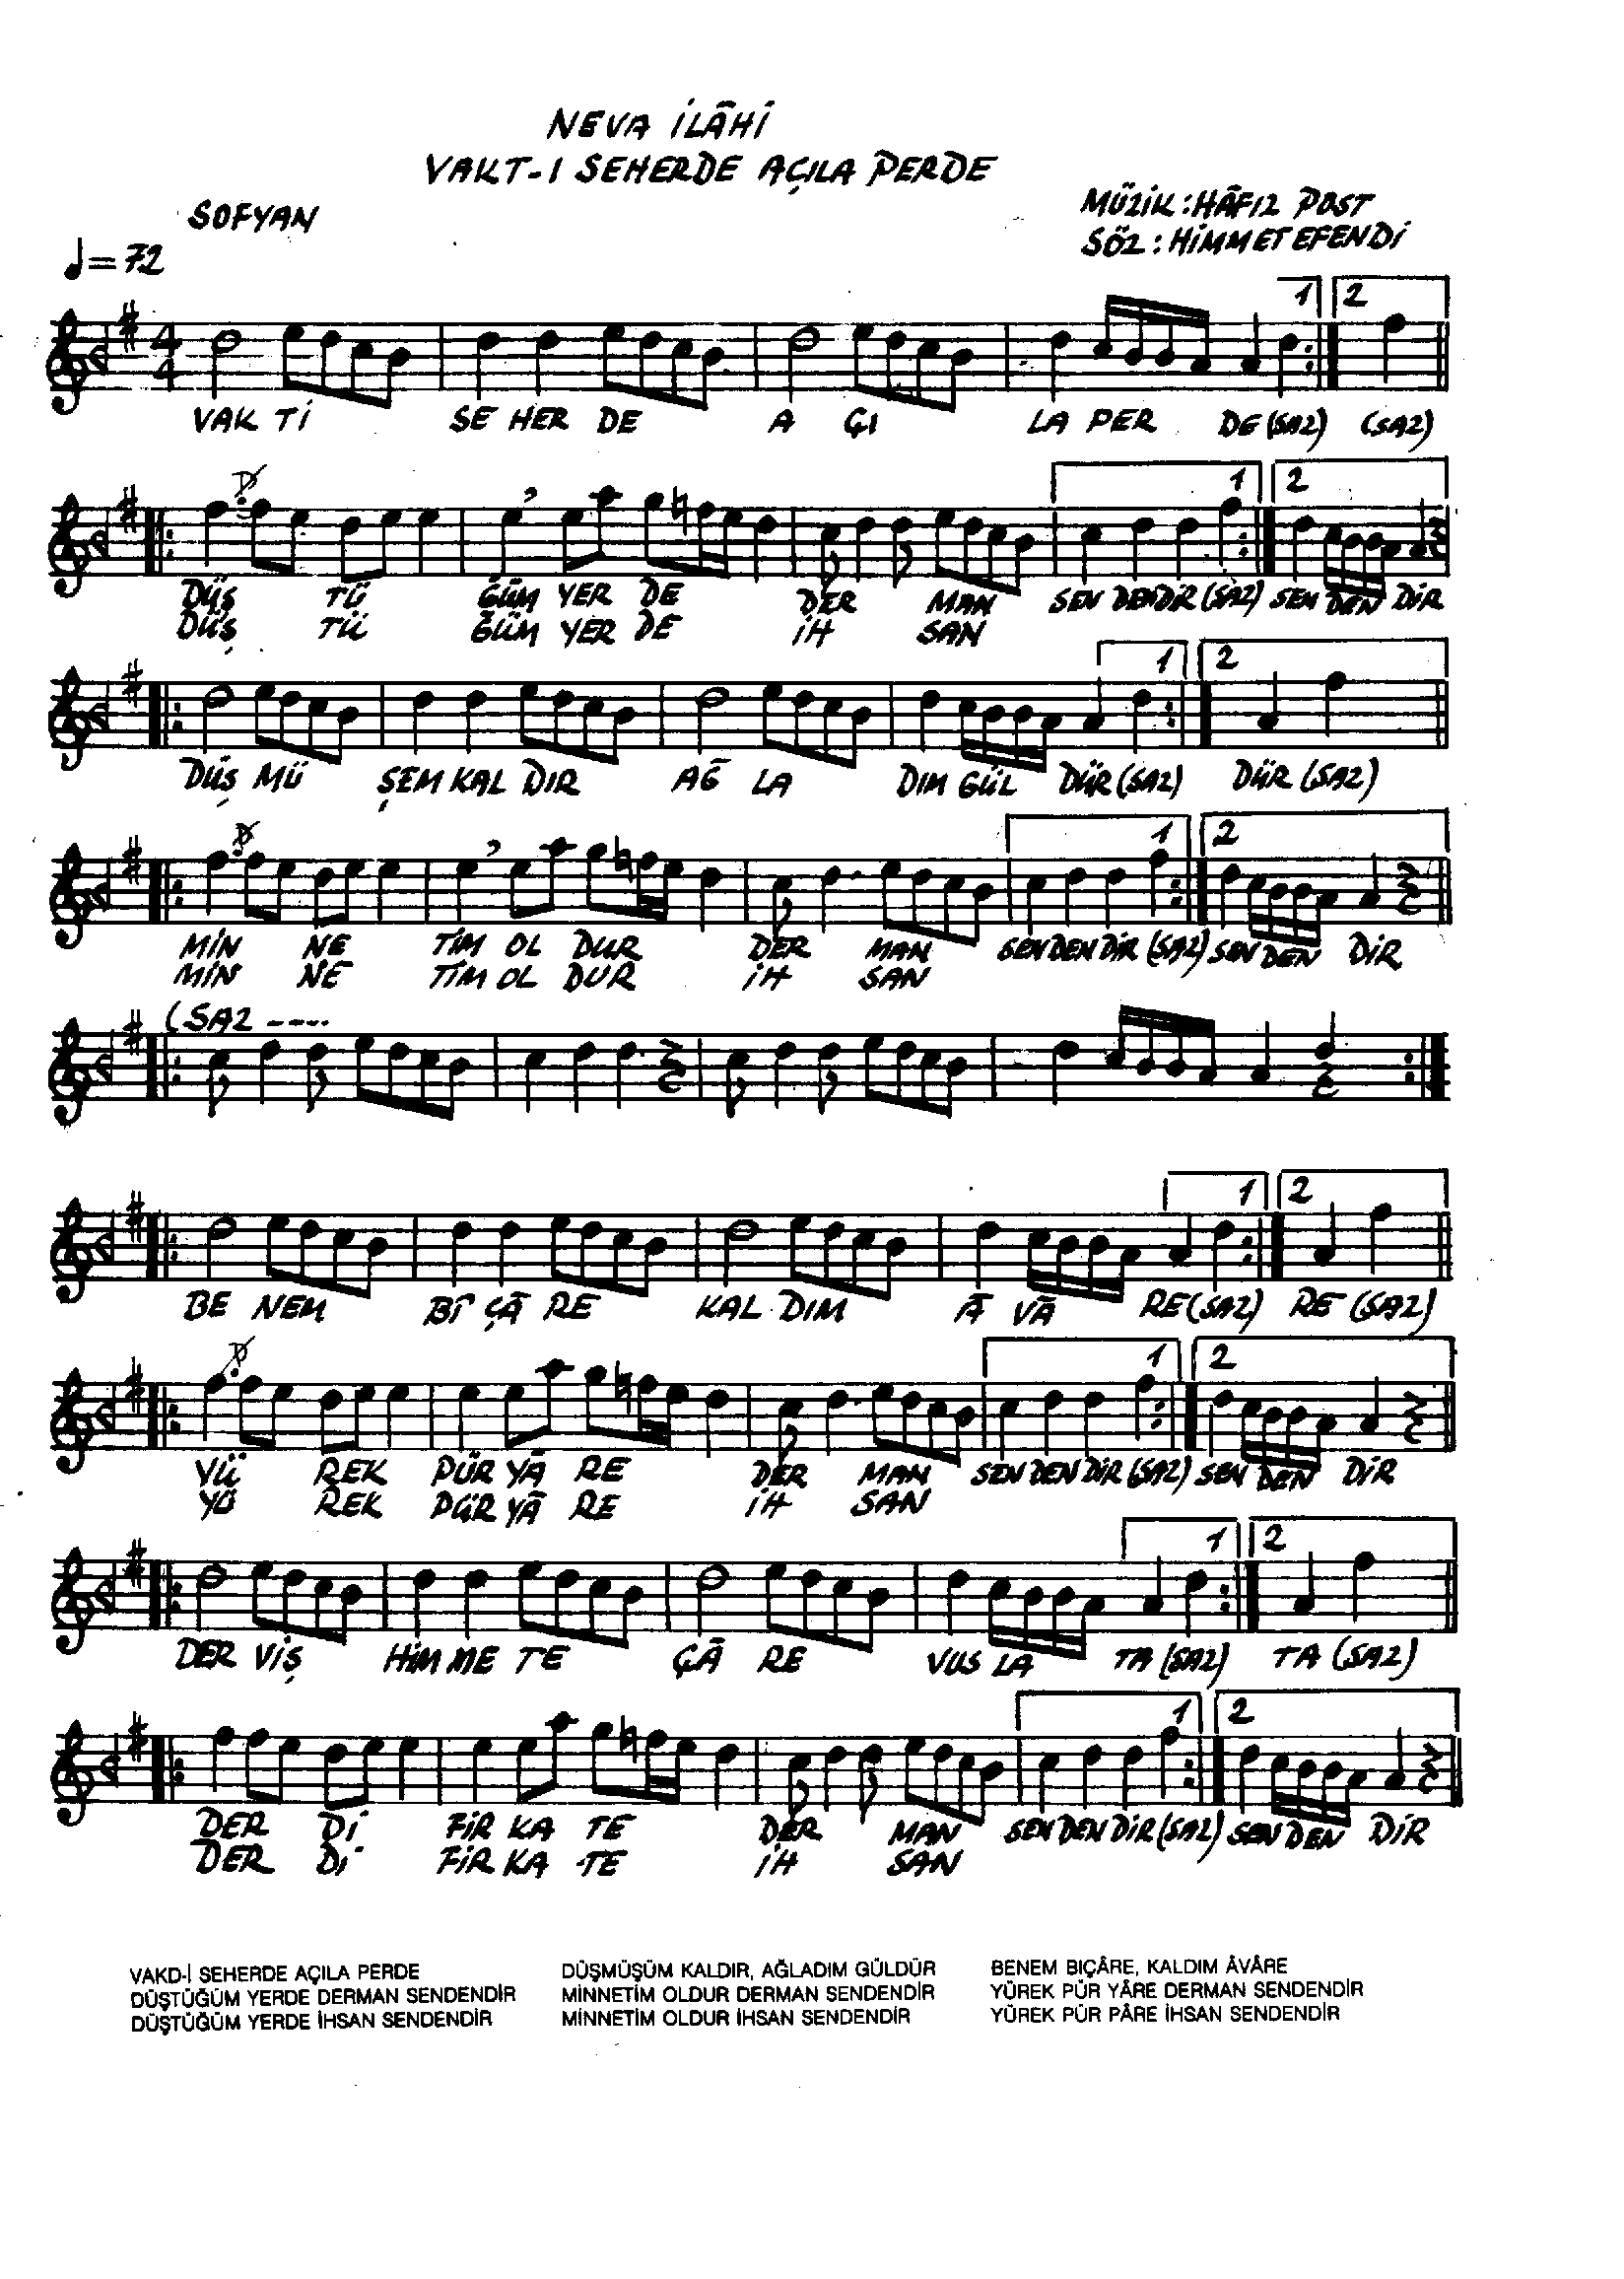 NEVA İLÂHİ
VAKT-I SEHERDE AÇILA PERDE
SOFYAN
MÜZİK : HÂFIZ POST
SÖZ : HİMMET EFENDİ
♩=72
1 2
4/4
VAK Tİ SE HER DE A ÇI LA PER DE (SAZ) (SAZ)
1 2
DÜŞ TÜ ĞÜM YER DE DER MAN SEN DEN DİR (SAZ) SEN DEN DİR
DÜŞ TÜ ĞÜM YER DE İH SAN
1 2
DÜŞ MÜ ŞEM KAL DIR AĞ LA DIM GÜL DÜR (SAZ) DÜR (SAZ)
1 2
MİN NE TİM OL DUR DER MAN SEN DEN DİR (SAZ) SEN DEN DİR
MİN NE TİM OL DUR İH SAN
(SAZ ----
1 2
BE NEM Bİ ÇÂ RE KAL DIM Â VÂ RE (SAZ) RE (SAZ)
1 2
YÜ REK PÜR YÂ RE DER MAN SEN DEN DİR (SAZ) SEN DEN DİR
YÜ REK PÜR YÂ RE İH SAN
1 2
DER VİŞ HİM ME TE ÇÂ RE VUS LA TA (SAZ) TA (SAZ)
1 2
DER Dİ FİR KA TE DER MAN SEN DEN DİR (SAZ) SEN DEN DİR
DER Dİ FİR KA TE İH SAN
VAKD-İ SEHERDE AÇILA PERDE
DÜŞTÜĞÜM YERDE DERMAN SENDENDİR
DÜŞTÜĞÜM YERDE İHSAN SENDENDİR
DÜŞMÜŞÜM KALDIR, AĞLADIM GÜLDÜR
MİNNETİM OLDUR DERMAN SENDENDİR
MİNNETİM OLDUR İHSAN SENDENDİR
BENEM BIÇÂRE, KALDIM ÂVÂRE
YÜREK PÜR YÂRE DERMAN SENDENDİR
YÜREK PÜR PÂRE İHSAN SENDENDİR